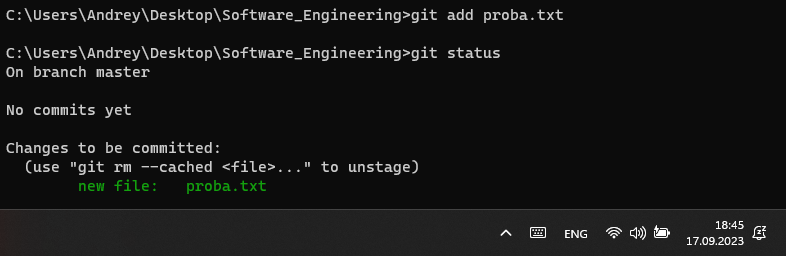 C:\Users\Andrey\Desktop\Software_Engineering>git add proba.txt
C:\Users\Andrey\Desktop\Software_Engineering>git status
On branch master
No commits yet
Changes to be committed:
  (use "git rm --cached <file>..." to unstage)
        new file:   proba.txt
ENG
18:45
17.09.2023